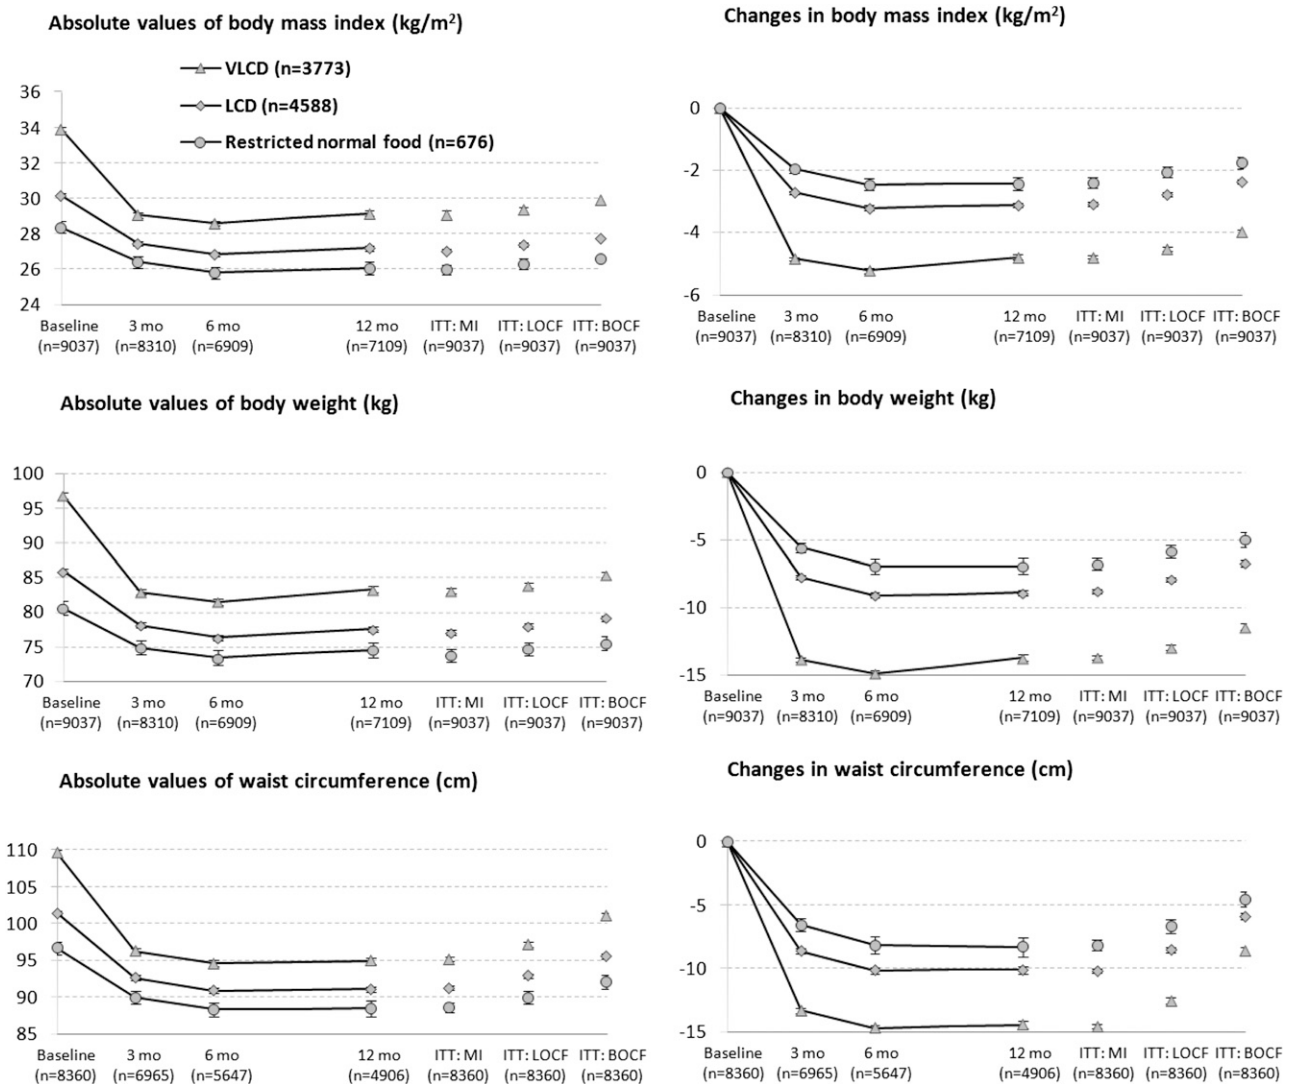 Absolute values of body mass index (kg/m²)
VLCD (n=3773)
LCD (n=4588)
Restricted normal food (n=676)
36
34
32
30
28
26
24
Baseline 3 mo 6 mo 12 mo ITT: MI ITT: LOCF ITT: BOCF
(n=9037) (n=8310) (n=6909) (n=7109) (n=9037) (n=9037) (n=9037)
Changes in body mass index (kg/m²)
0
-2
-4
-6
Baseline 3 mo 6 mo 12 mo ITT: MI ITT: LOCF ITT: BOCF
(n=9037) (n=8310) (n=6909) (n=7109) (n=9037) (n=9037) (n=9037)
Absolute values of body weight (kg)
100
95
90
85
80
75
70
Baseline 3 mo 6 mo 12 mo ITT: MI ITT: LOCF ITT: BOCF
(n=9037) (n=8310) (n=6909) (n=7109) (n=9037) (n=9037) (n=9037)
Changes in body weight (kg)
0
-5
-10
-15
Baseline 3 mo 6 mo 12 mo ITT: MI ITT: LOCF ITT: BOCF
(n=9037) (n=8310) (n=6909) (n=7109) (n=9037) (n=9037) (n=9037)
Absolute values of waist circumference (cm)
110
105
100
95
90
85
Baseline 3 mo 6 mo 12 mo ITT: MI ITT: LOCF ITT: BOCF
(n=8360) (n=6965) (n=5647) (n=4906) (n=8360) (n=8360) (n=8360)
Changes in waist circumference (cm)
0
-5
-10
-15
Baseline 3 mo 6 mo 12 mo ITT: MI ITT: LOCF ITT: BOCF
(n=8360) (n=6965) (n=5647) (n=4906) (n=8360) (n=8360) (n=8360)